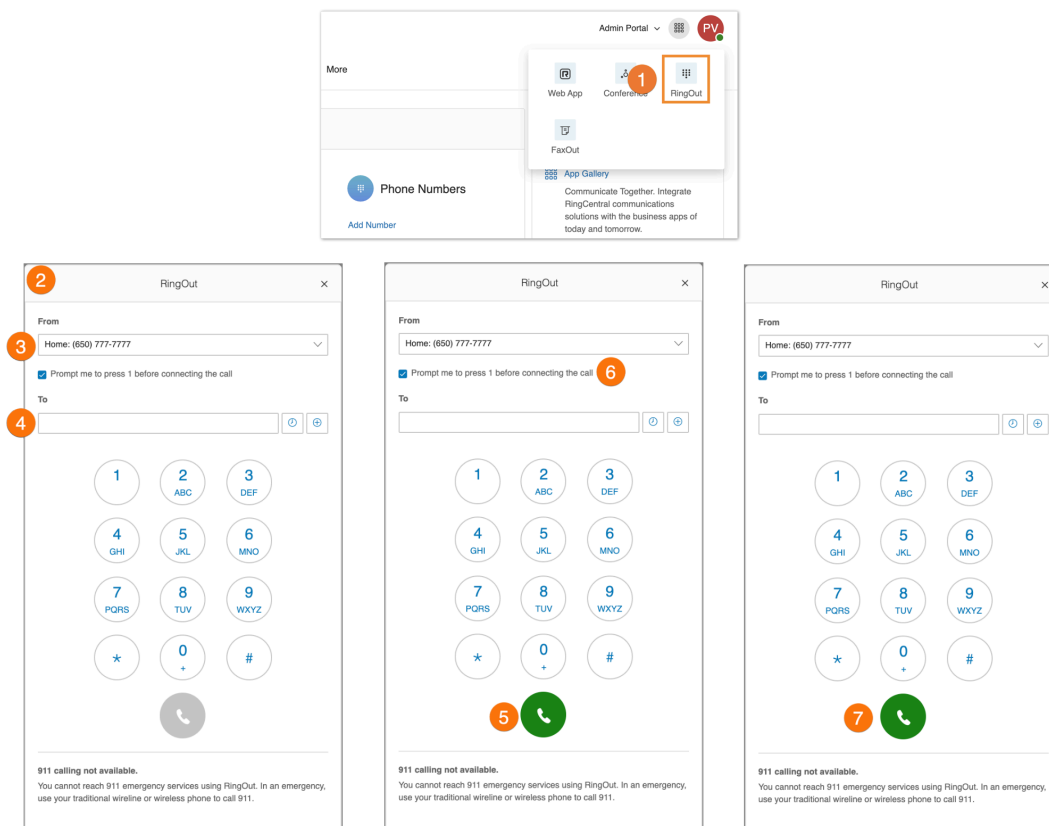 Admin Portal
PV
More
Web App
Conference
1
RingOut
FaxOut
Phone Numbers
Add Number
App Gallery
Communicate Together. Integrate
RingCentral communications
solutions with the business apps of
today and tomorrow.
2
RingOut
×
From
3
Home: (650) 777-7777
Prompt me to press 1 before connecting the call
To
4
1
2
ABC
3
DEF
4
GHI
5
JKL
6
MNO
7
PQRS
8
TUV
9
WXYZ
*
0
+
#
911 calling not available.
You cannot reach 911 emergency services using RingOut. In an emergency,
use your traditional wireline or wireless phone to call 911.
RingOut
×
From
Home: (650) 777-7777
Prompt me to press 1 before connecting the call
6
To
1
2
ABC
3
DEF
4
GHI
5
JKL
6
MNO
7
PQRS
8
TUV
9
WXYZ
*
0
+
#
5
911 calling not available.
You cannot reach 911 emergency services using RingOut. In an emergency,
use your traditional wireline or wireless phone to call 911.
RingOut
×
From
Home: (650) 777-7777
Prompt me to press 1 before connecting the call
To
1
2
ABC
3
DEF
4
GHI
5
JKL
6
MNO
7
PQRS
8
TUV
9
WXYZ
*
0
+
#
7
911 calling not available.
You cannot reach 911 emergency services using RingOut. In an emergency,
use your traditional wireline or wireless phone to call 911.